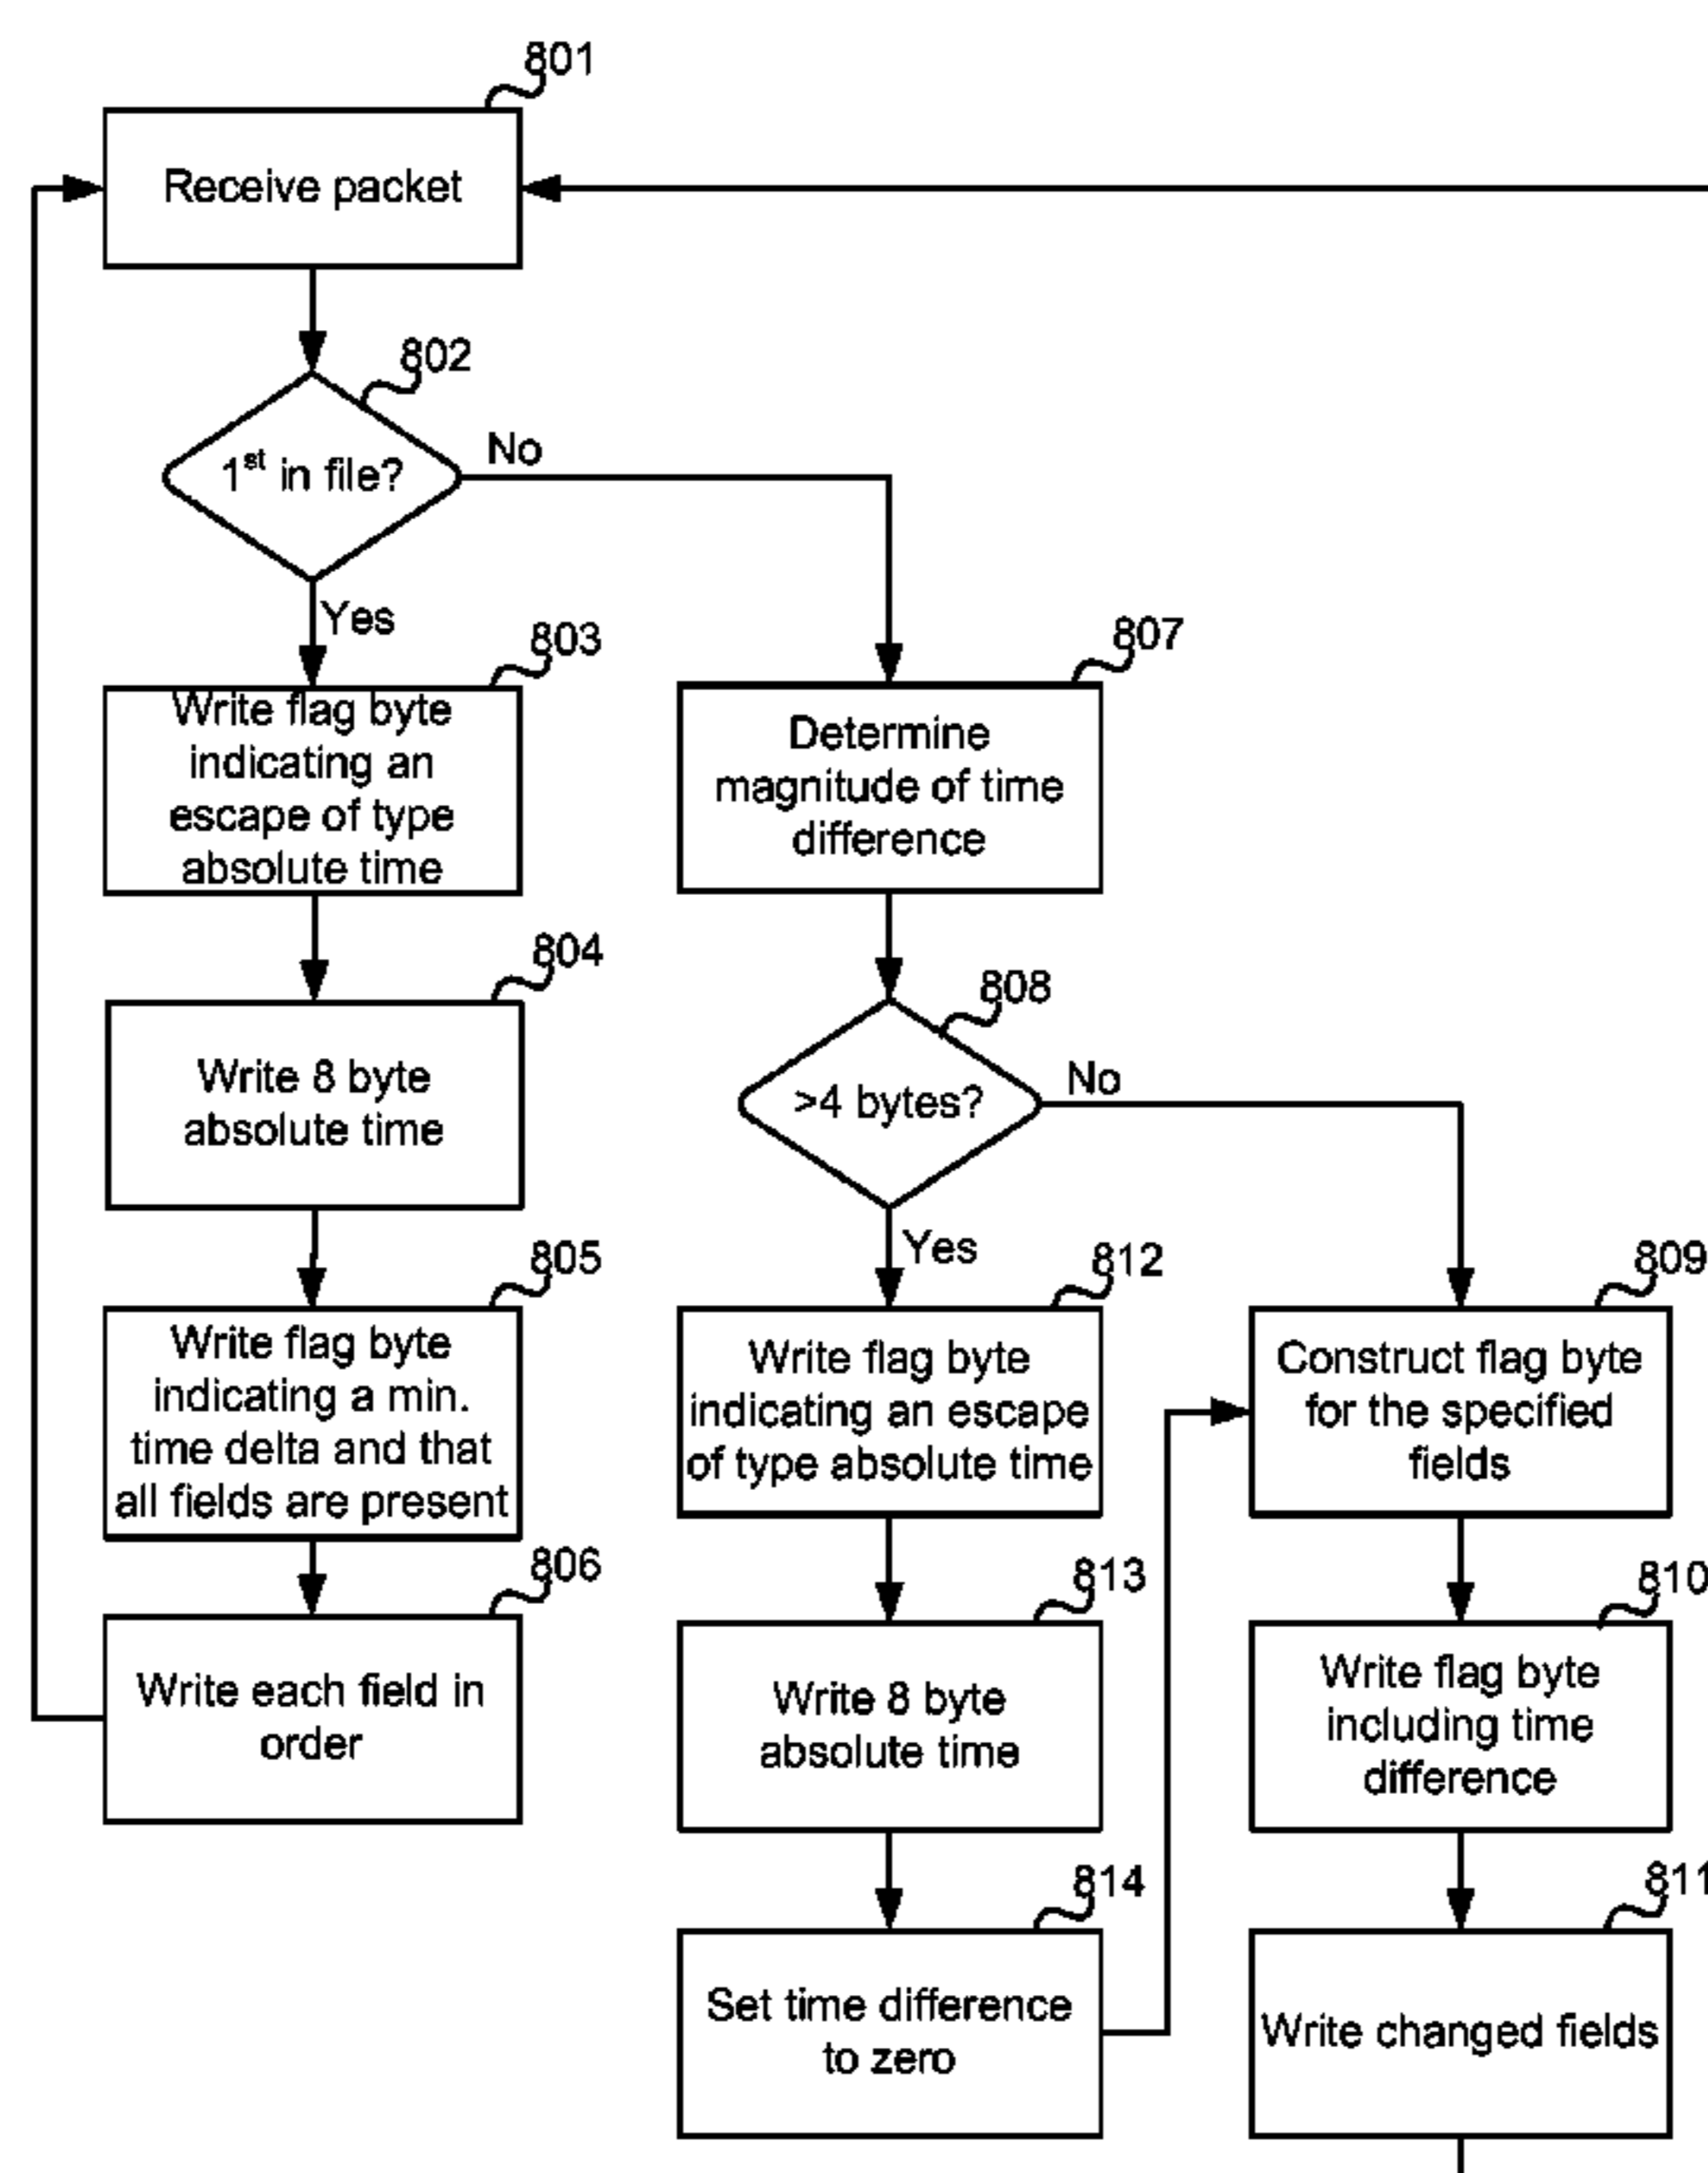 801
Receive packet
802
1st in file?
No
Yes
803
Write flag byte
indicating an
escape of type
absolute time
807
Determine
magnitude of time
difference
804
Write 8 byte
absolute time
808
>4 bytes?
No
Yes
805
Write flag byte
indicating a min.
time delta and that
all fields are present
812
Write flag byte
indicating an escape
of type absolute time
809
Construct flag byte
for the specified
fields
806
Write each field in
order
813
Write 8 byte
absolute time
810
Write flag byte
including time
difference
814
Set time difference
to zero
811
Write changed fields